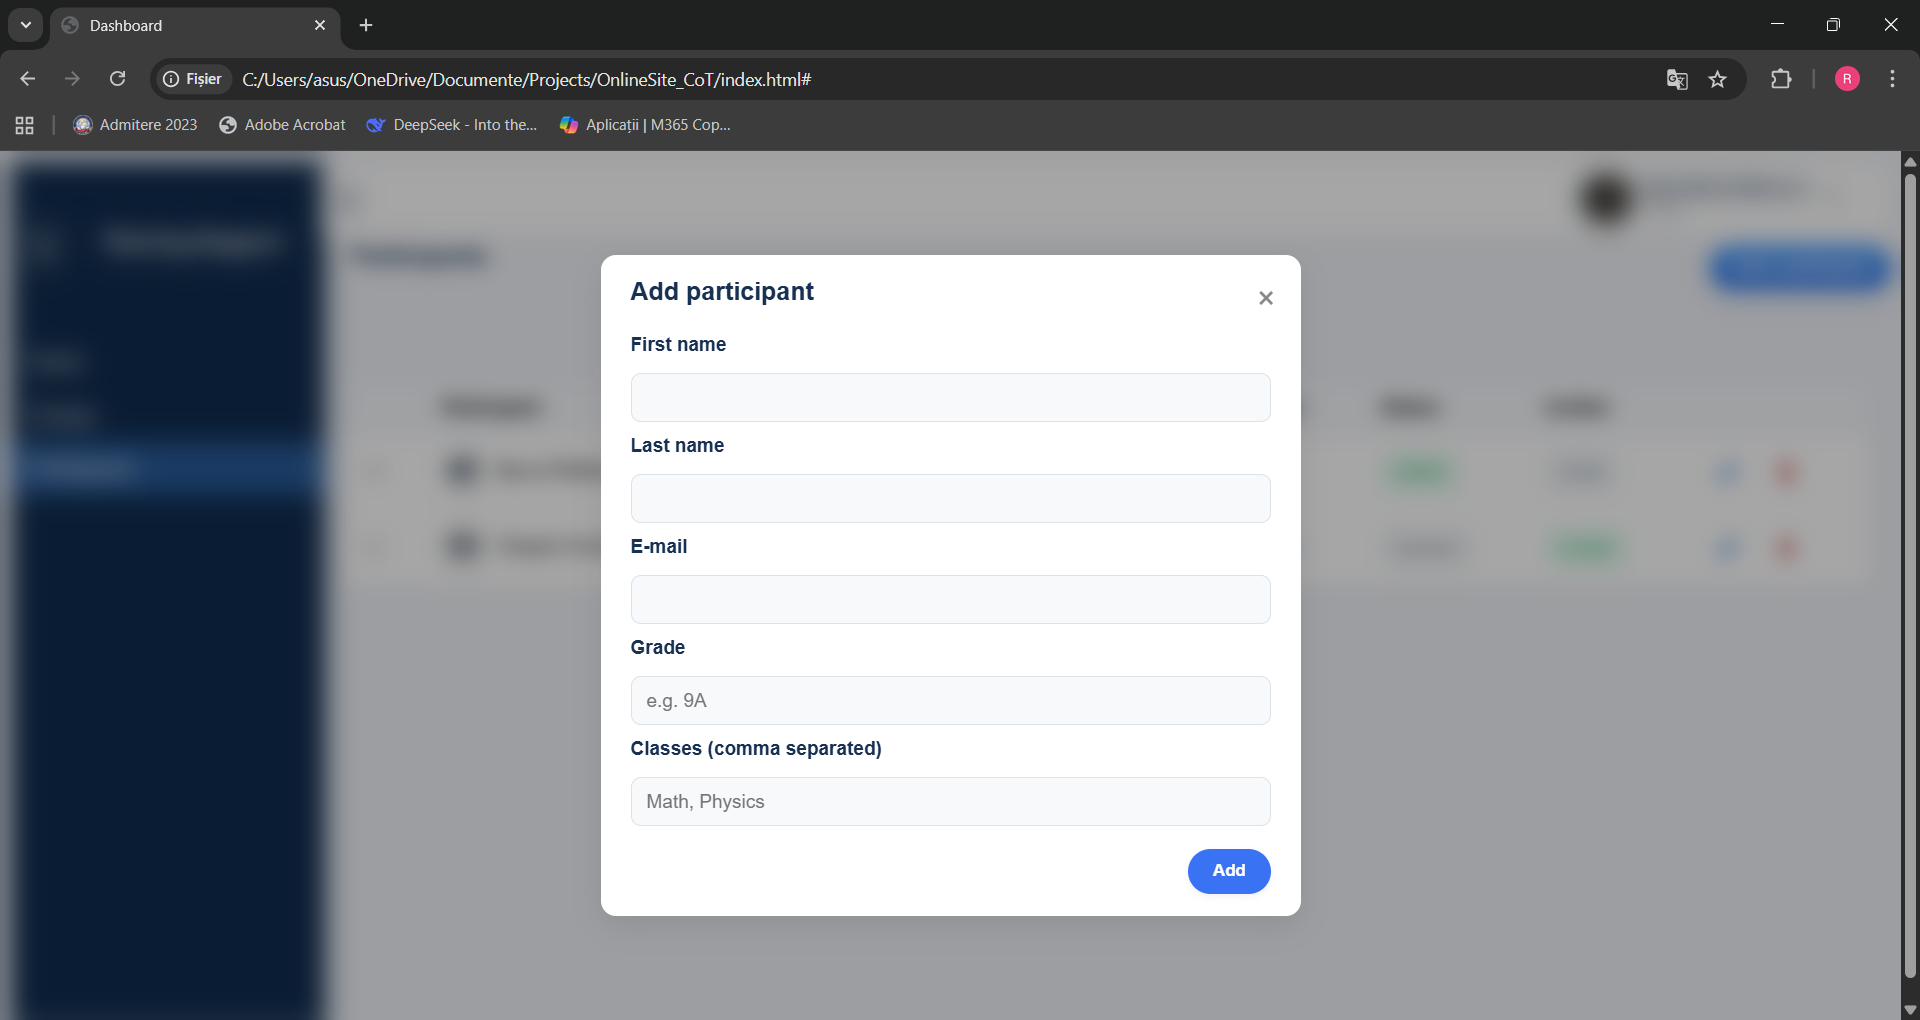 Dashboard
Fișier
C:/Users/asus/OneDrive/Documente/Projects/OnlineSite_CoT/index.html#
R
Admitere 2023
Adobe Acrobat
DeepSeek - Into the...
Aplicații | M365 Cop...
Add participant
First name
Last name
E-mail
Grade
e.g. 9A
Classes (comma separated)
Math, Physics
Add